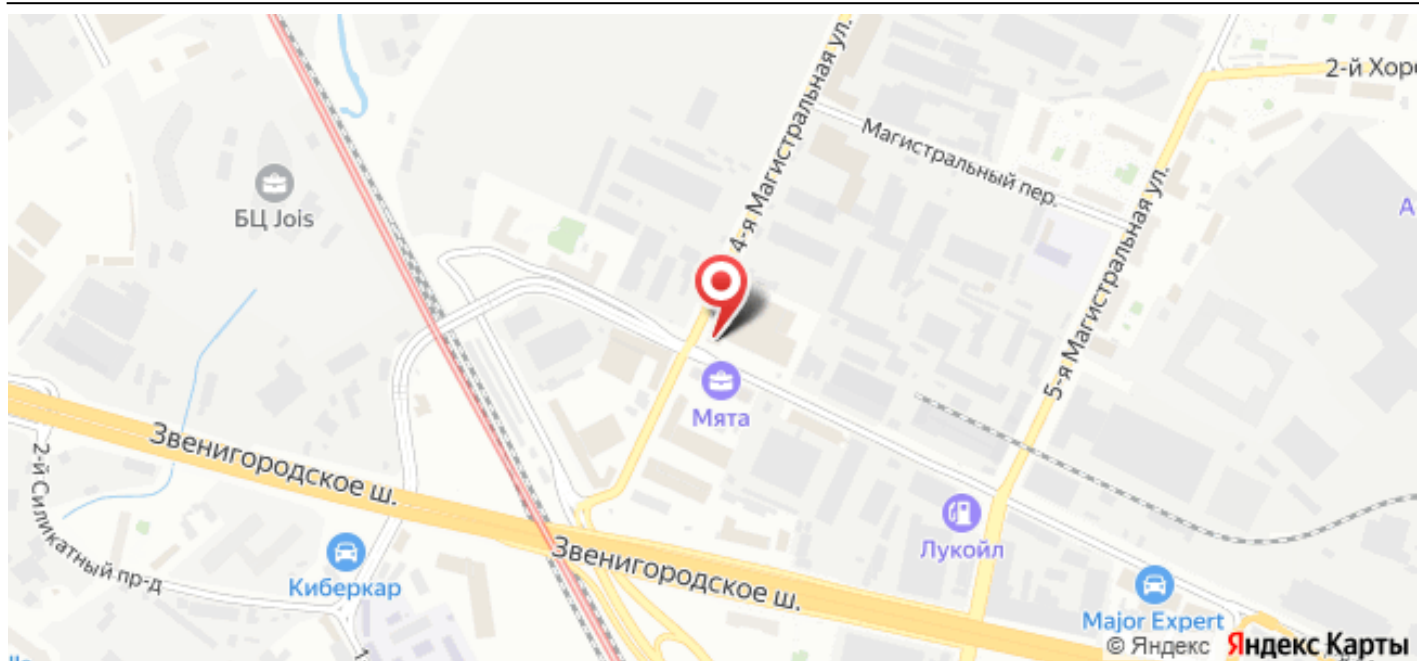 4-я Магистральная ул.
2-й Хоре
Магистральный пер.
БЦ Jois
А
5-я Магистральная ул.
Мята
Звенигородское ш.
2-й Силикатный пр-д
Лукойл
Киберкар
Звенигородское ш.
Major Expert
© Яндекс Яндекс Карты